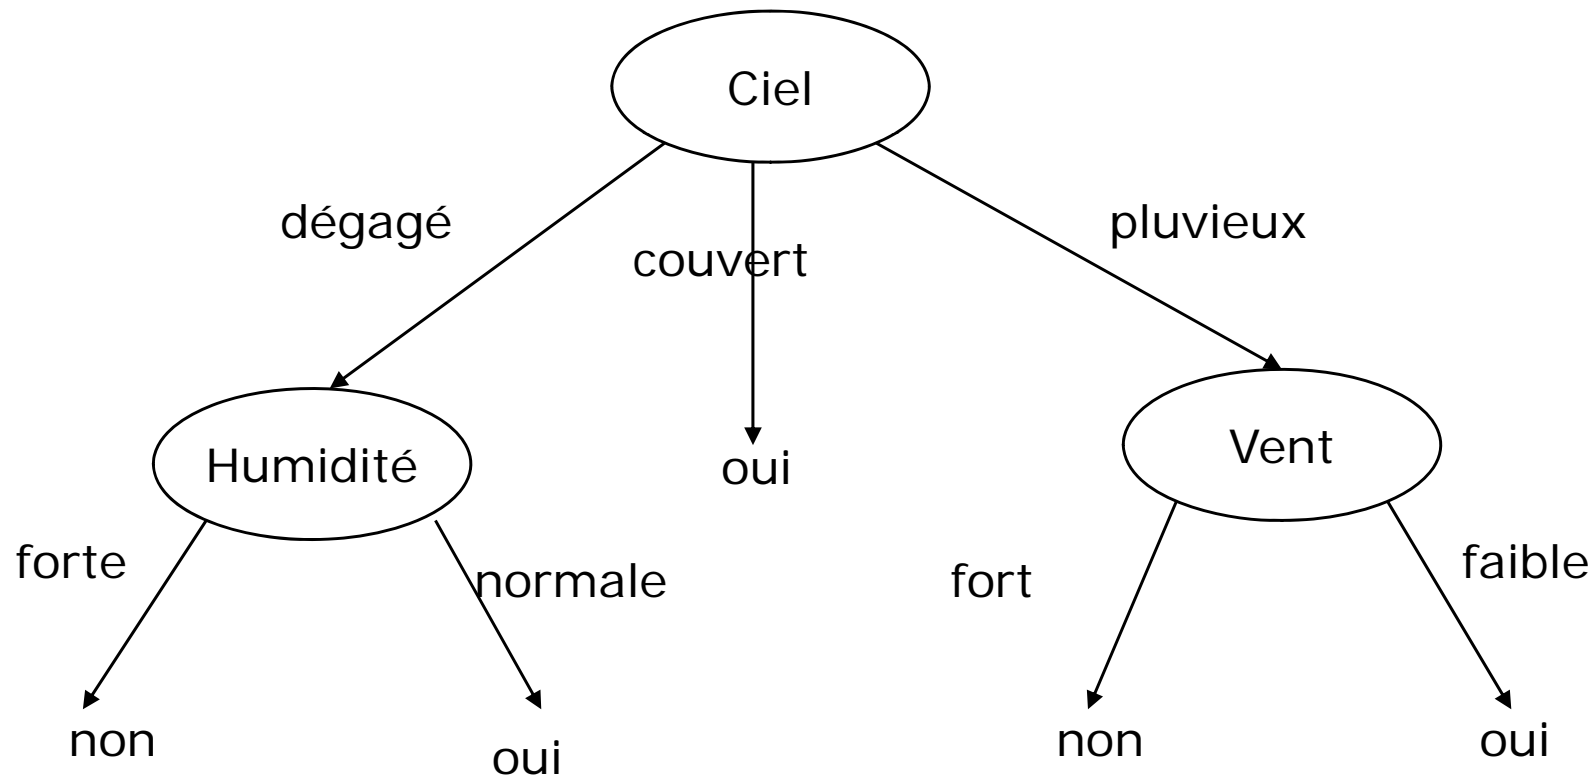 Ciel
dégagé
couvert
pluvieux
Humidité
oui
Vent
forte
normale
fort
faible
non
oui
non
oui